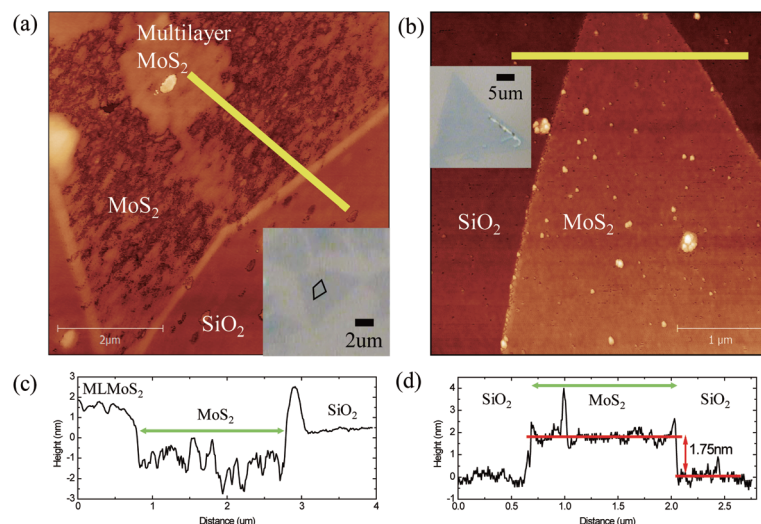 (a)
Multilayer
MoS₂
MoS₂
SiO₂
2μm
2um
(b)
5um
SiO₂
MoS₂
1 μm
(c)
MLMoS₂
MoS₂
SiO₂
Height (nm)
3
2
1
0
-1
-2
-3
0 1 2 3 4
Distance (um)
(d)
SiO₂
MoS₂
SiO₂
1.75nm
Height (nm)
5
4
3
2
1
0
-1
0.0 0.5 1.0 1.5 2.0 2.5
Distance (um)